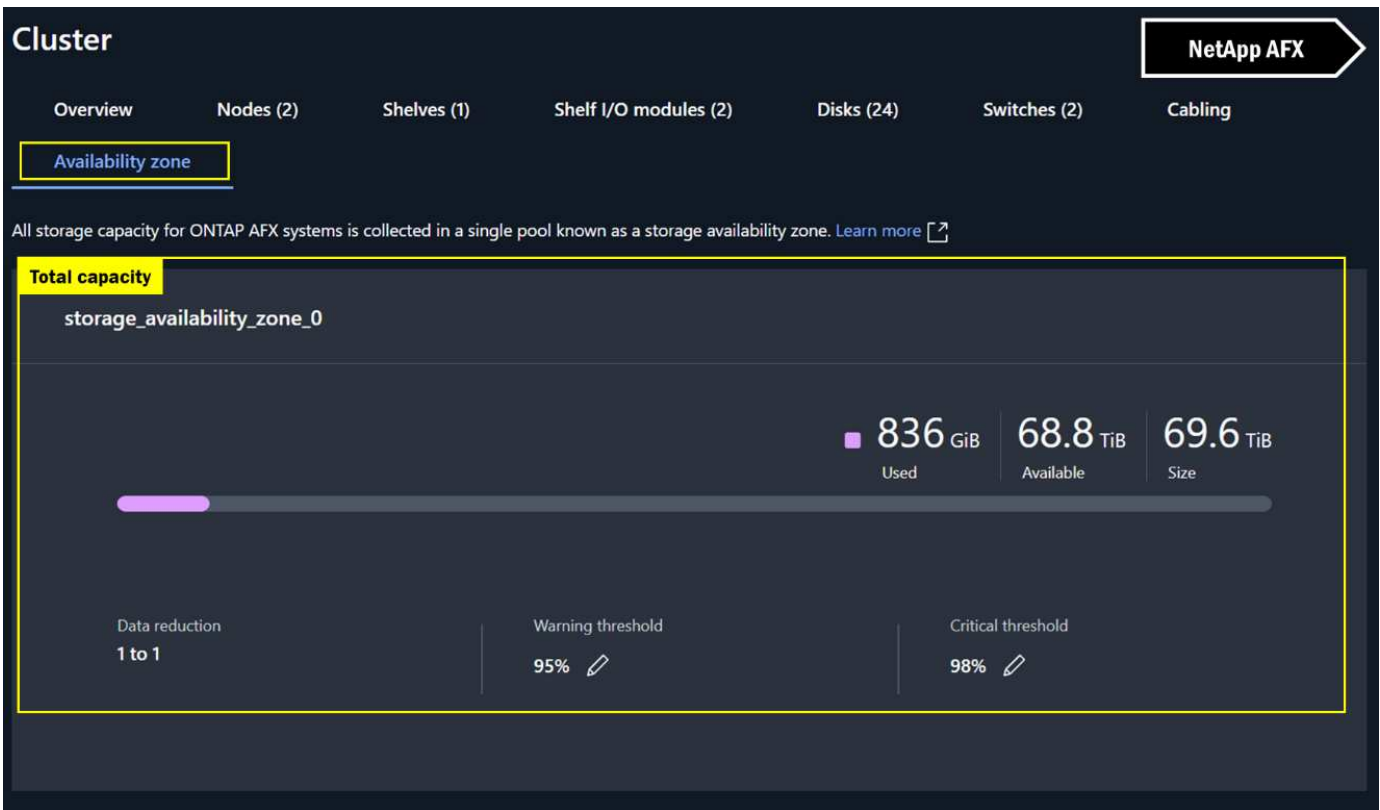 Cluster
NetApp AFX
Overview Nodes (2) Shelves (1) Shelf I/O modules (2) Disks (24) Switches (2) Cabling
Availability zone
All storage capacity for ONTAP AFX systems is collected in a single pool known as a storage availability zone. Learn more
Total capacity
storage_availability_zone_0
836 GiB 68.8 TiB 69.6 TiB
Used Available Size
Data reduction Warning threshold Critical threshold
1 to 1 95% 98%